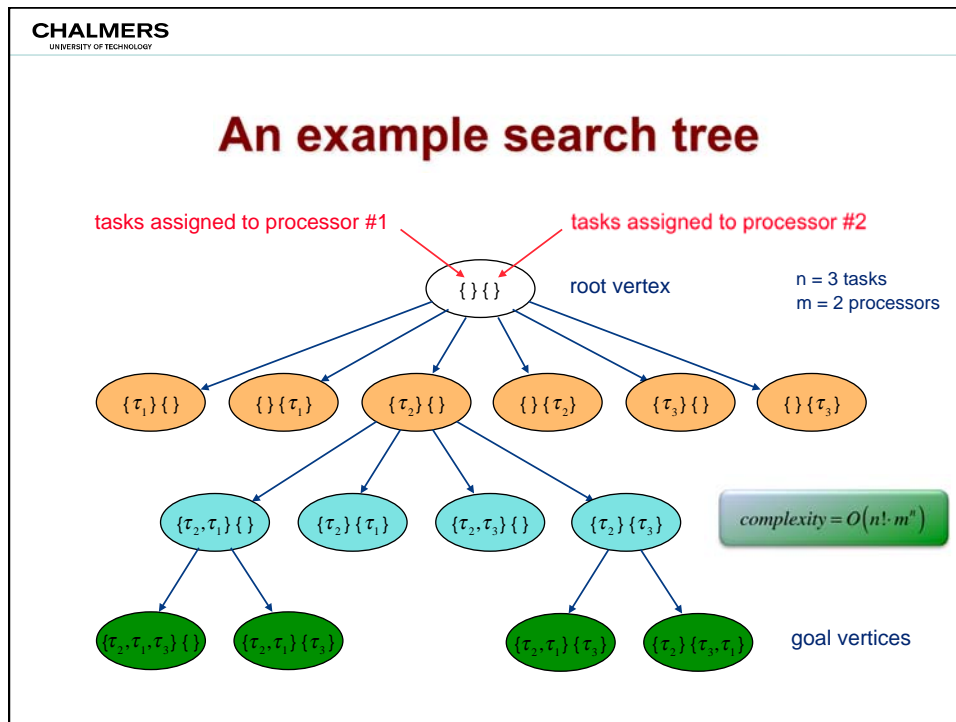 CHALMERS
UNIVERSITY OF TECHNOLOGY
An example search tree
tasks assigned to processor #1
tasks assigned to processor #2
{ } { }
root vertex
n = 3 tasks
m = 2 processors
{τ₁} { }
{ } {τ₁}
{τ₂} { }
{ } {τ₂}
{τ₃} { }
{ } {τ₃}
{τ₂, τ₁} { }
{τ₂} {τ₁}
{τ₂, τ₃} { }
{τ₂} {τ₃}
complexity = O(n!· mⁿ)
{τ₂, τ₁, τ₃} { }
{τ₂, τ₁} {τ₃}
{τ₂, τ₁} {τ₃}
{τ₂} {τ₃, τ₁}
goal vertices